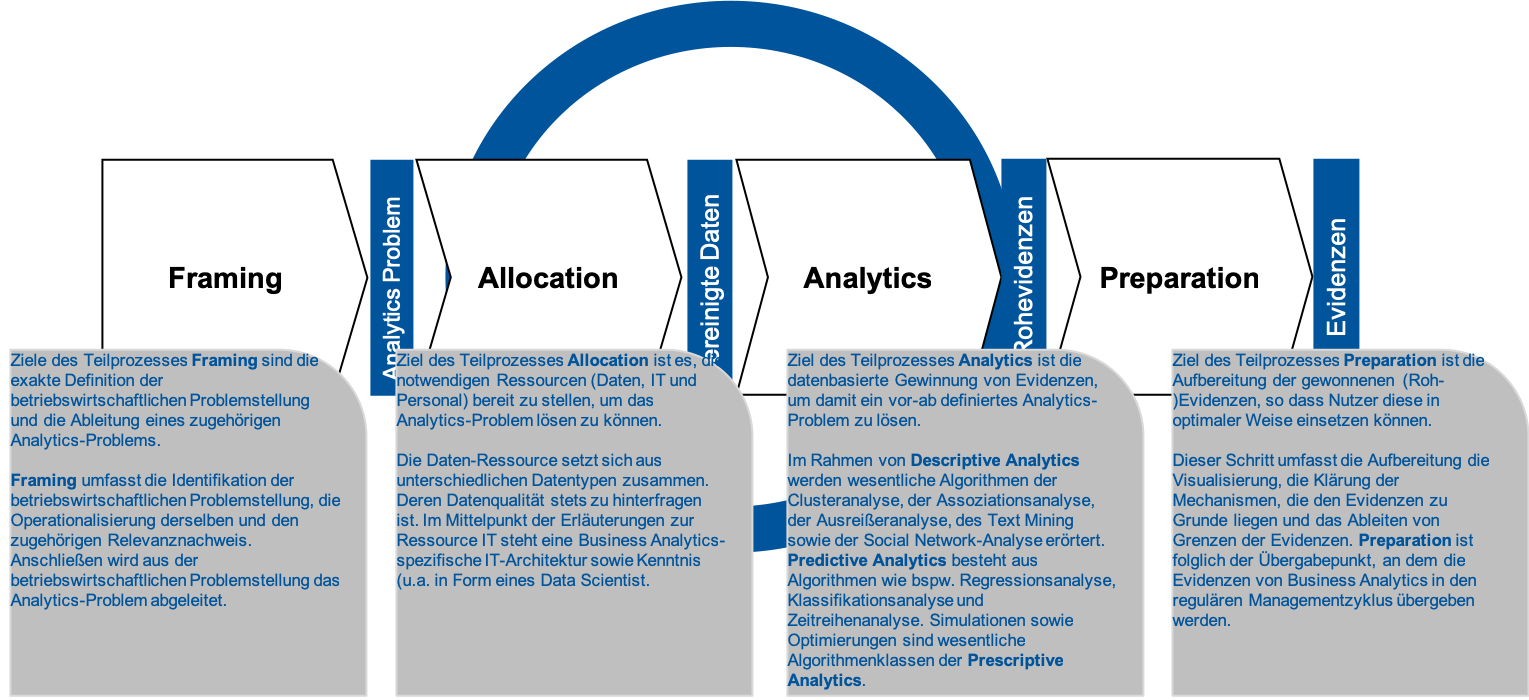 Framing
Analytics Problem
Allocation
ereinigte Daten
Analytics
Rohevidenzen
Preparation
Evidenzen
Ziele des Teilprozesses Framing sind die
exakte Definition der
betriebswirtschaftlichen Problemstellung
und die Ableitung eines zugehörigen
Analytics-Problems.
Framing umfasst die Identifikation der
betriebswirtschaftlichen Problemstellung, die
Operationalisierung derselben und den
zugehörigen Relevanznachweis.
Anschließen wird aus der
betriebswirtschaftlichen Problemstellung das
Analytics-Problem abgeleitet.
Ziel des Teilprozesses Allocation ist es, die
notwendigen Ressourcen (Daten, IT und
Personal) bereit zu stellen, um das
Analytics-Problem lösen zu können.
Die Daten-Ressource setzt sich aus
unterschiedlichen Datentypen zusammen.
Deren Datenqualität stets zu hinterfragen
ist. Im Mittelpunkt der Erläuterungen zur
Ressource IT steht eine Business Analytics-
spezifische IT-Architektur sowie Kenntnis
(u.a. in Form eines Data Scientist.
Ziel des Teilprozesses Analytics ist die
datenbasierte Gewinnung von Evidenzen,
um damit ein vor-ab definiertes Analytics-
Problem zu lösen.
Im Rahmen von Descriptive Analytics
werden wesentliche Algorithmen der
Clusteranalyse, der Assoziationsanalyse,
der Ausreißeranalyse, des Text Mining
sowie der Social Network-Analyse erörtert.
Predictive Analytics besteht aus
Algorithmen wie bspw. Regressionsanalyse,
Klassifikationsanalyse und
Zeitreihenanalyse. Simulationen sowie
Optimierungen sind wesentliche
Algorithmenklassen der Prescriptive
Analytics.
Ziel des Teilprozesses Preparation ist die
Aufbereitung der gewonnenen (Roh-
)Evidenzen, so dass Nutzer diese in
optimaler Weise einsetzen können.
Dieser Schritt umfasst die Aufbereitung die
Visualisierung, die Klärung der
Mechanismen, die den Evidenzen zu
Grunde liegen und das Ableiten von
Grenzen der Evidenzen. Preparation ist
folglich der Übergabepunkt, an dem die
Evidenzen von Business Analytics in den
regulären Managementzyklus übergeben
werden.